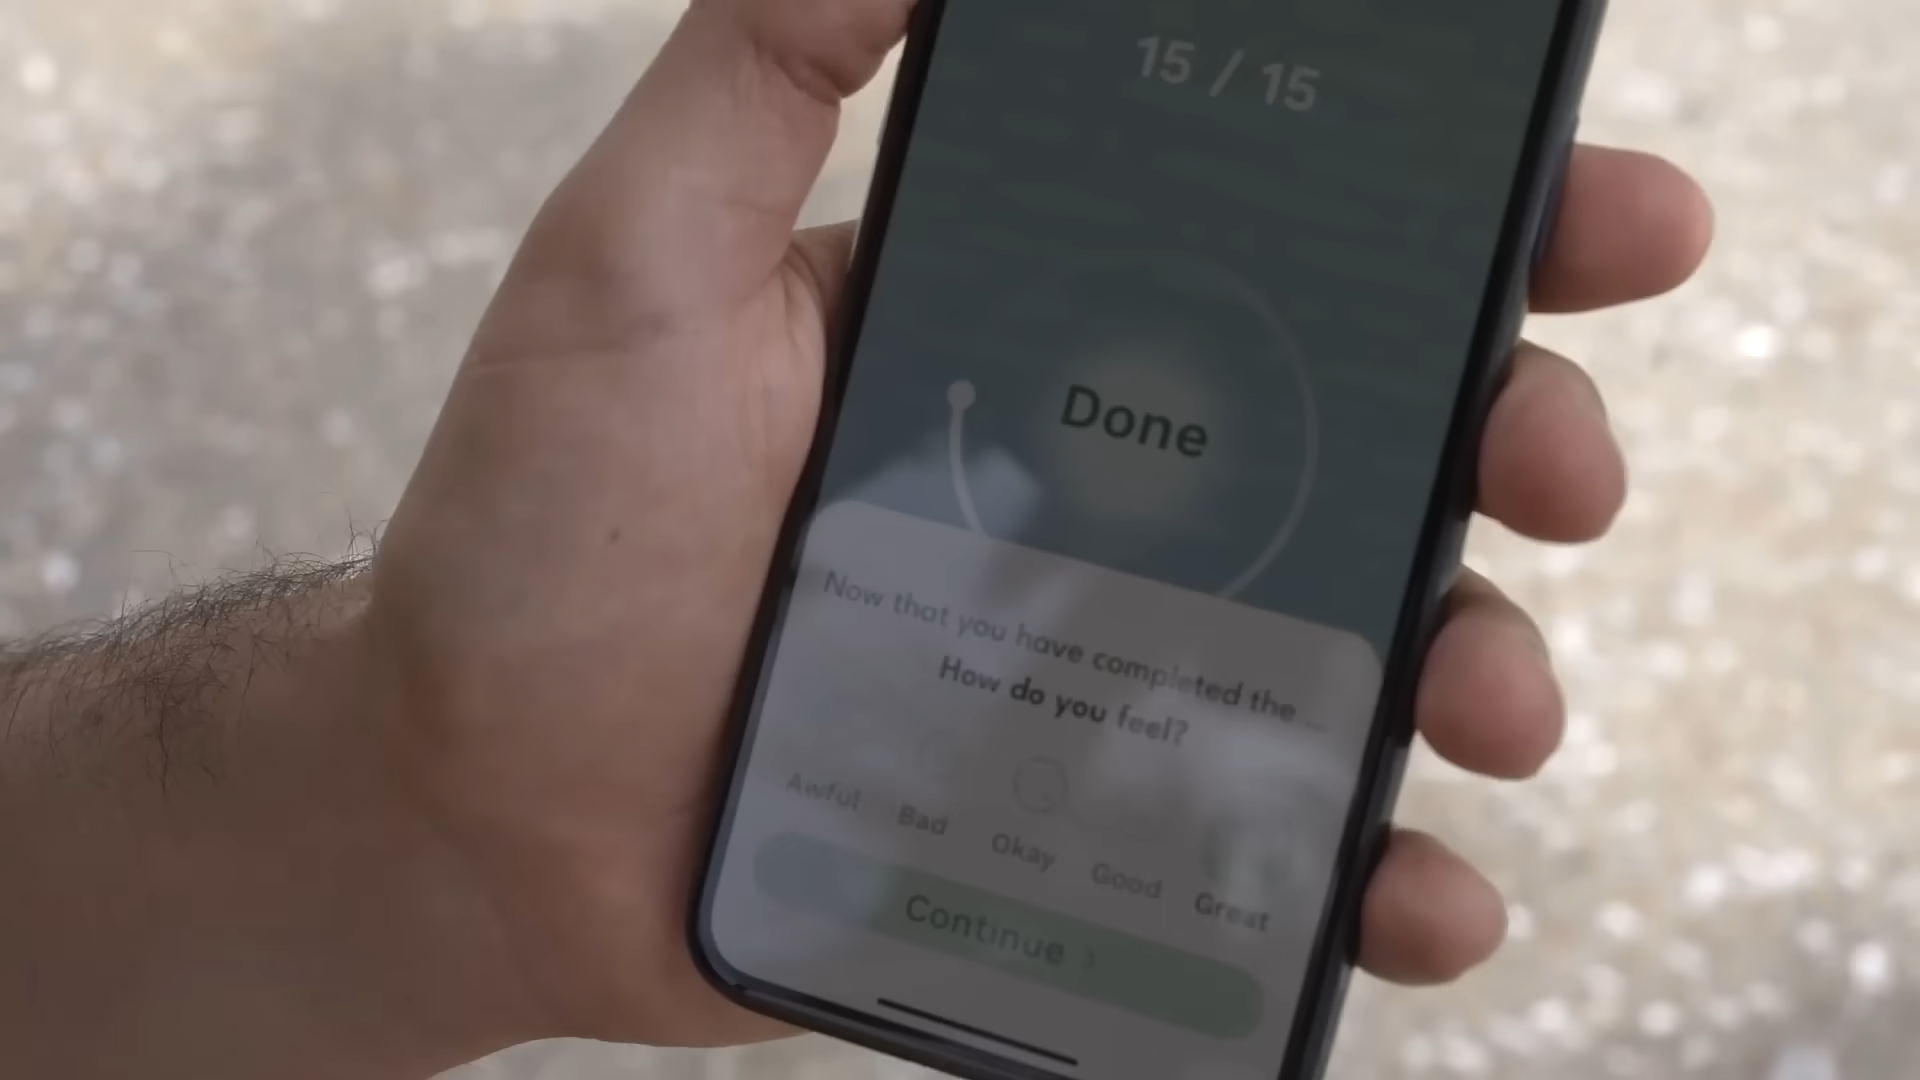 15 / 15
Done
Now that you have completed the ...
How do you feel?
Awful Bad Okay Good Great
Continue >